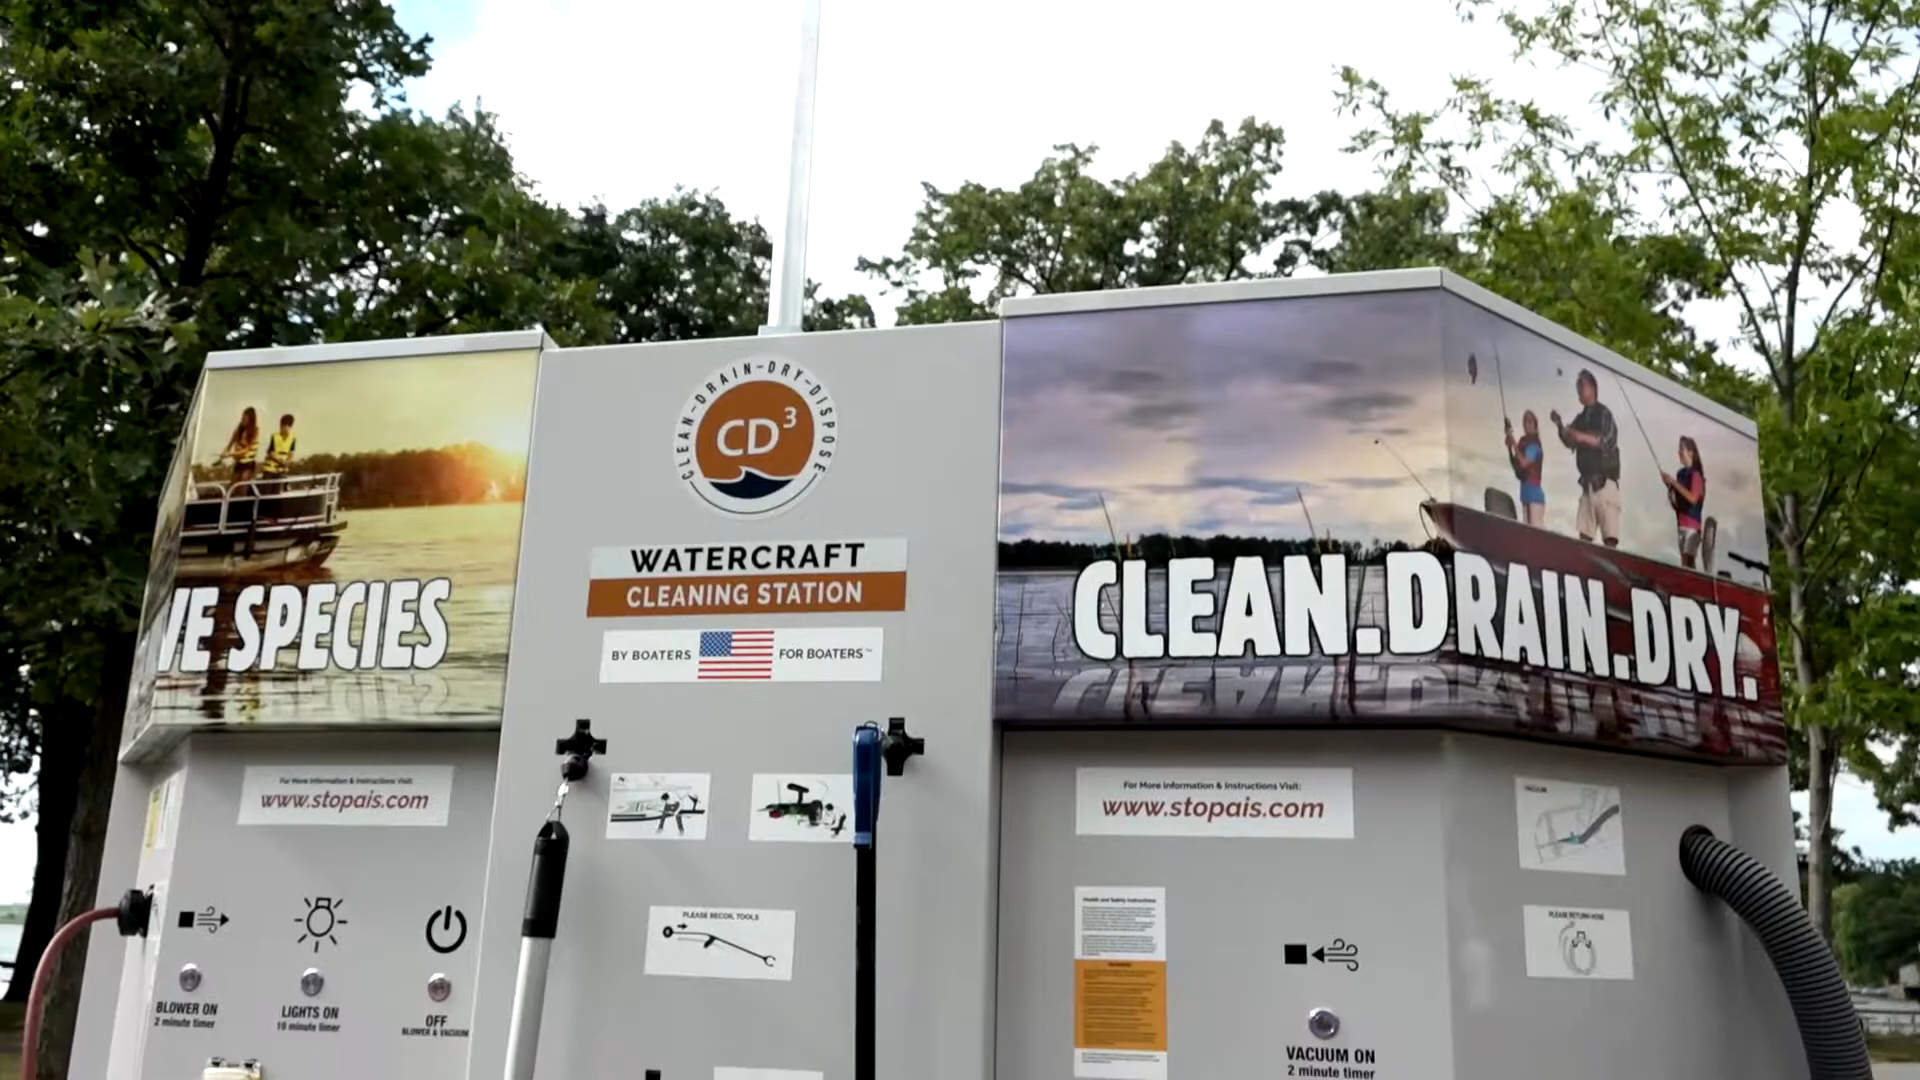 VE SPECIES
CLEAN-DRAIN-DRY-DISPOSE
CD3
WATERCRAFT
CLEANING STATION
BY BOATERS FOR BOATERS™
CLEAN.DRAIN.DRY.
For More Information & Instructions Visit:
www.stopais.com
For More Information & Instructions Visit:
www.stopais.com
VACUUM
PLEASE RECOIL TOOLS
Health and Safety Instructions
PLEASE RETURN HOSE
BLOWER ON
2 minute timer
LIGHTS ON
10 minute timer
OFF
BLOWER & VACUUM
VACUUM ON
2 minute timer